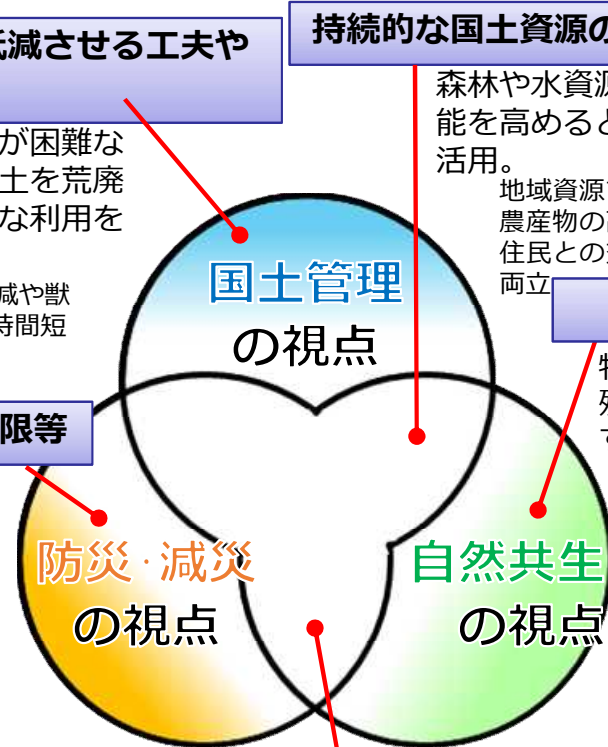 低減させる工夫や
が困難な
土を荒廃
な利用を
減や獣
時間短
持続的な国土資源の
森林や水資源
能を高めると
活用。
地域資源
農産物の
住民との
両立
国土管理
の視点
限等
防災・減災
の視点
自然共生
の視点